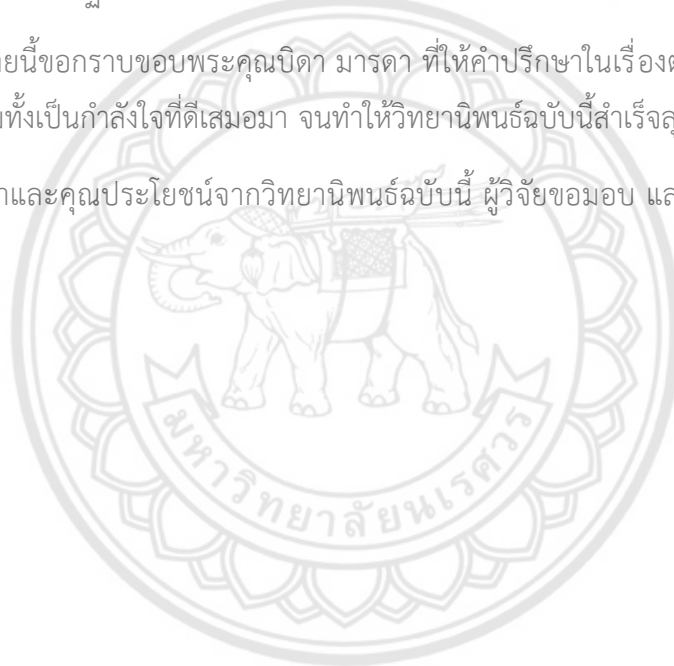 ยนี้ขอกราบขอบพระคุณบิดา มารดา ที่ให้คำปรึกษาในเรื่องต
ทั้งเป็นกำลังใจที่ดีเสมอมา จนทำให้วิทยานิพนธ์ฉบับนี้สำเร็จลุ
และคุณประโยชน์จากวิทยานิพนธ์ฉบับนี้ ผู้วิจัยขอมอบ และ
มหาวิทยาลัยนเรศวร